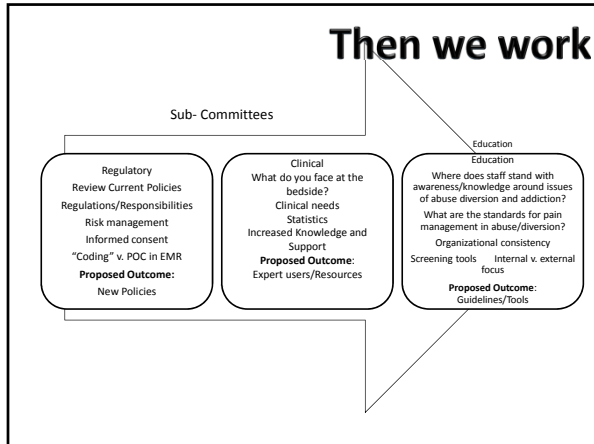 Then we work
Sub- Committees
Regulatory
Review Current Policies
Regulations/Responsibilities
Risk management
Informed consent
“Coding” v. POC in EMR
Proposed Outcome:
New Policies
Clinical
What do you face at the
bedside?
Clinical needs
Statistics
Increased Knowledge and
Support
Proposed Outcome:
Expert users/Resources
Education
Education
Where does staff stand with
awareness/knowledge around issues
of abuse diversion and addiction?
What are the standards for pain
management in abuse/diversion?
Organizational consistency
Screening tools Internal v. external
focus
Proposed Outcome:
Guidelines/Tools